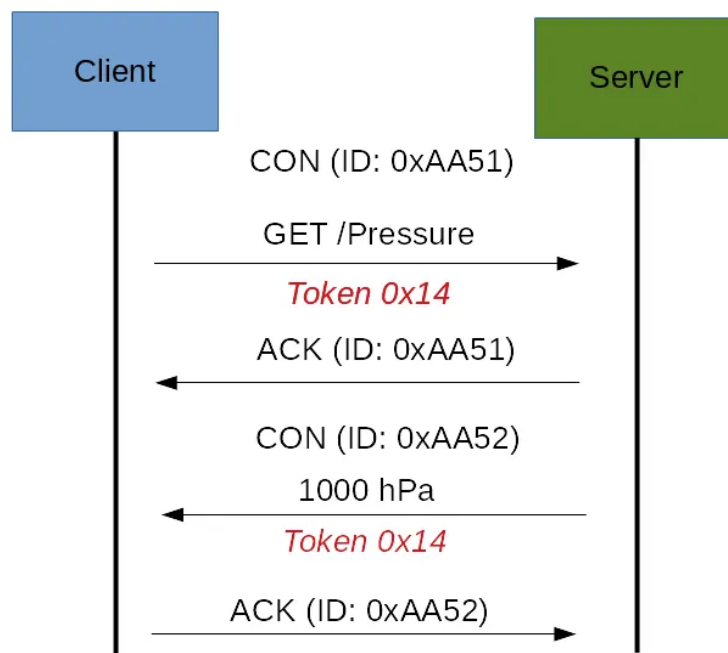 Client
Server
CON (ID: 0xAA51)
GET /Pressure
Token 0x14
ACK (ID: 0xAA51)
CON (ID: 0xAA52)
1000 hPa
Token 0x14
ACK (ID: 0xAA52)